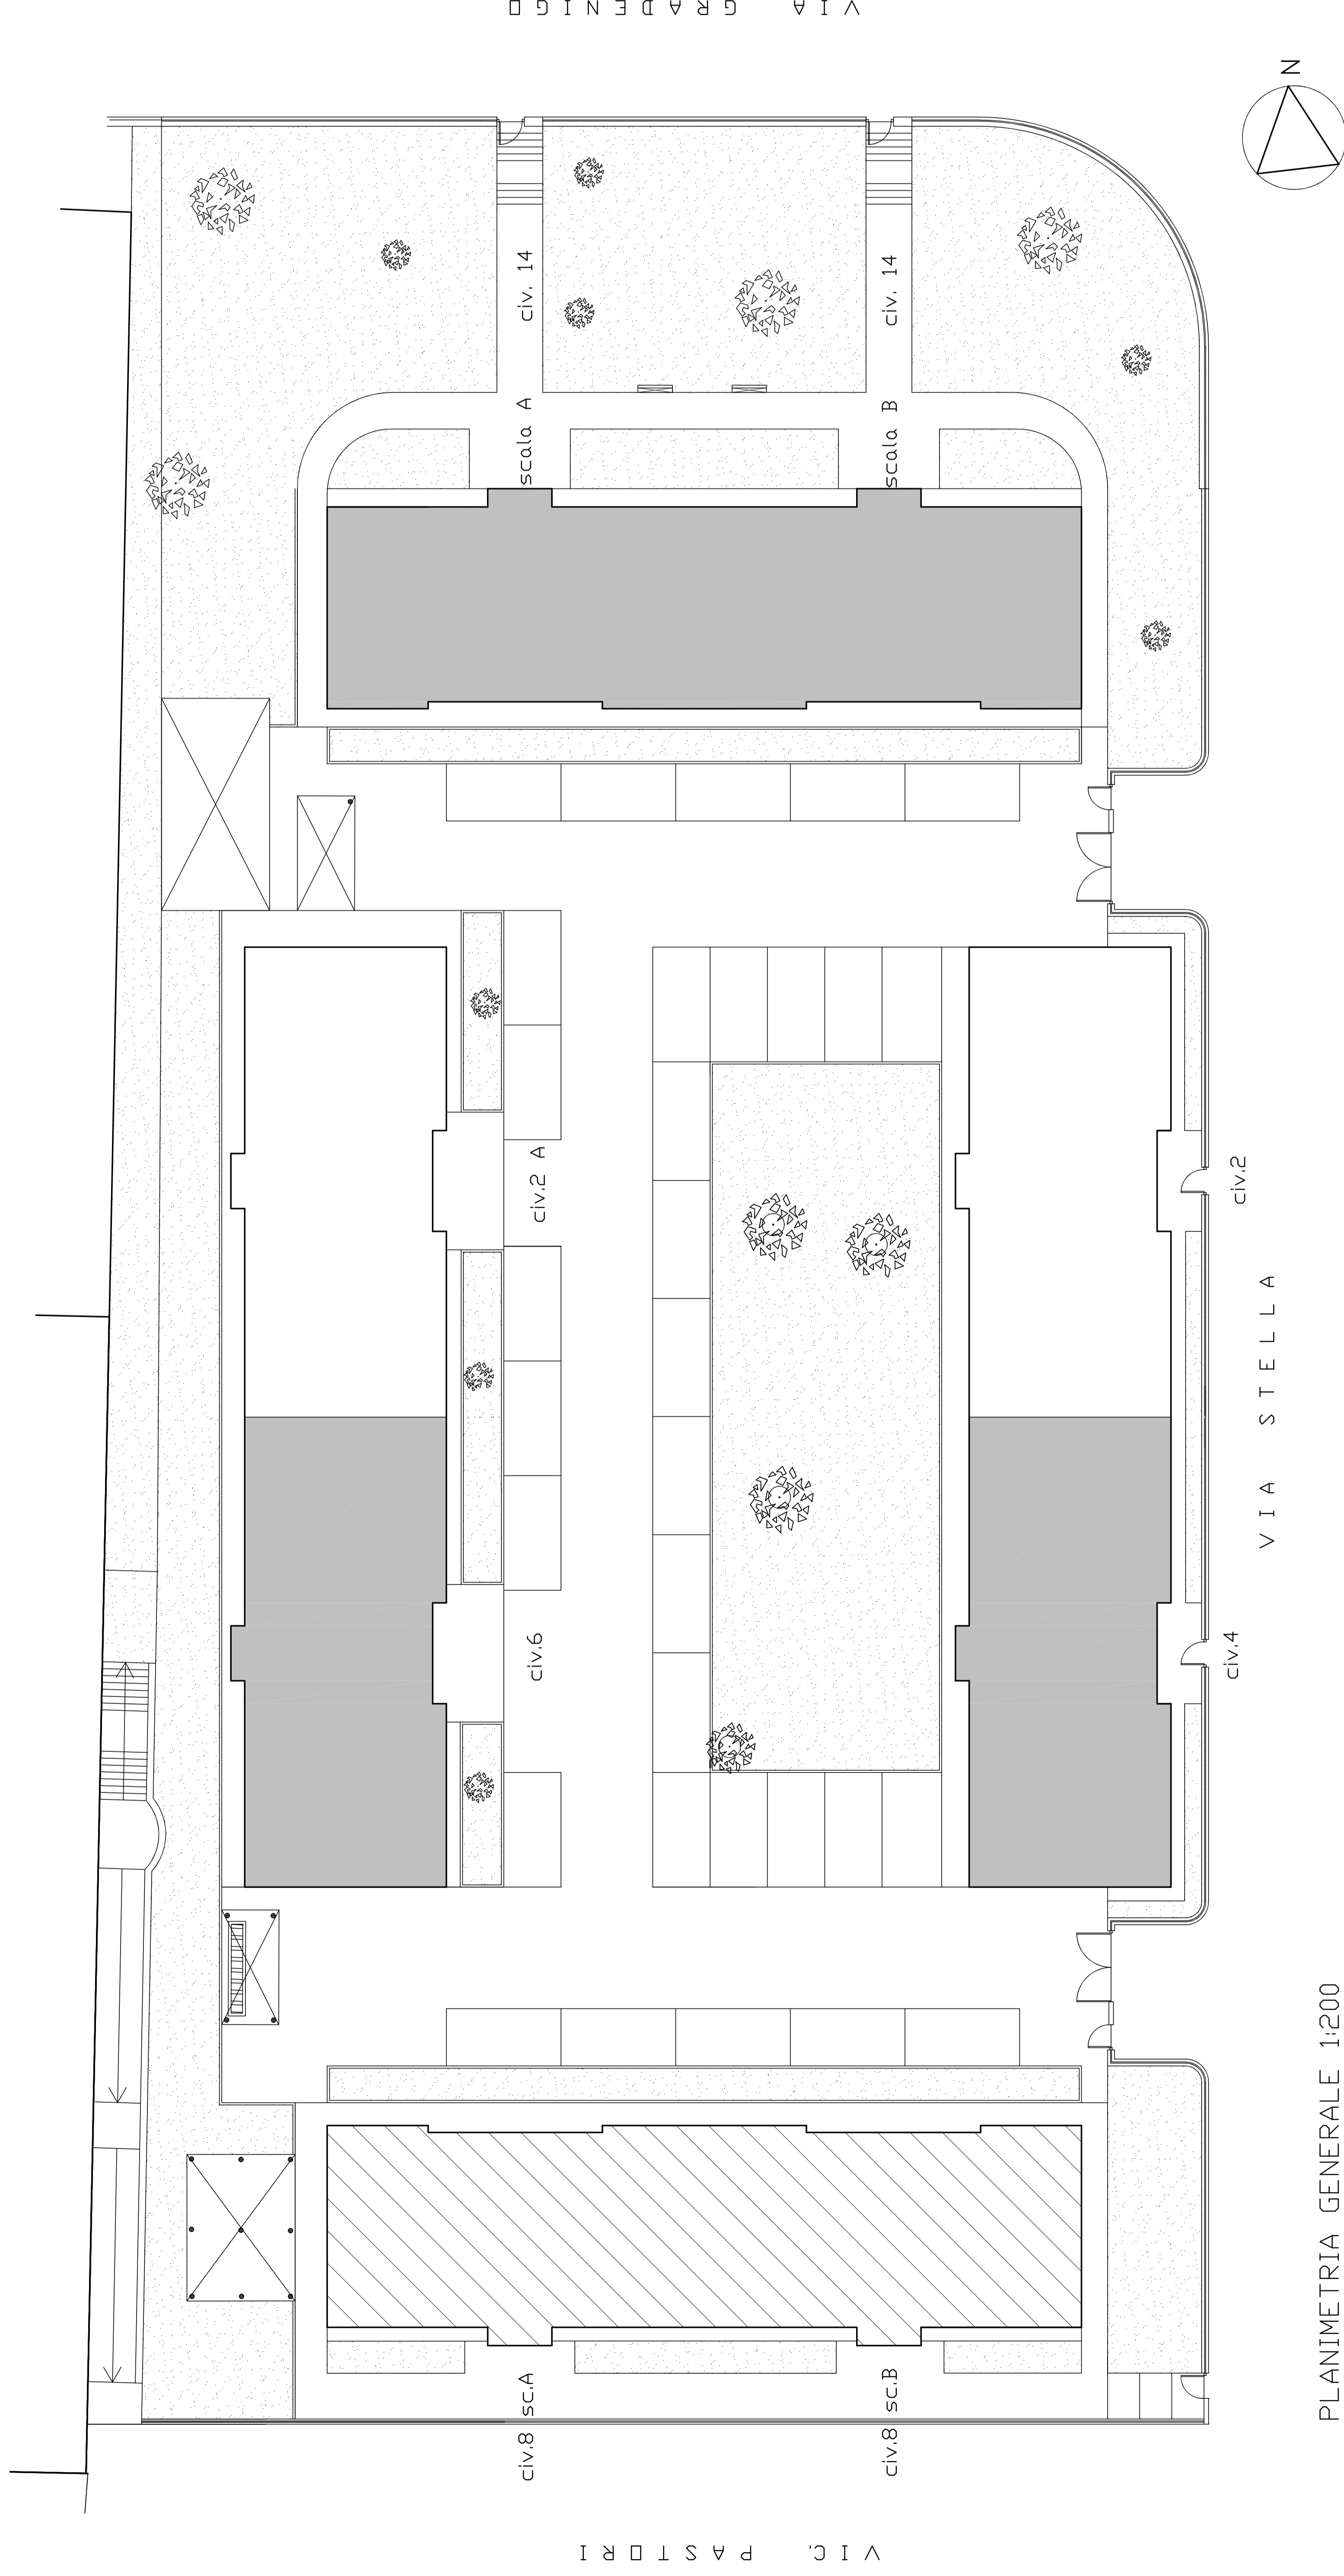 VIA GRADENIGO
N
civ. 14
civ. 14
scala A
scala B
civ.2 A
civ.2
VIA STELLA
civ.6
civ.4
PLANIMETRIA GENERALE 1:200
civ.8 sc.A
civ.8 sc.B
VIC. PASTORI